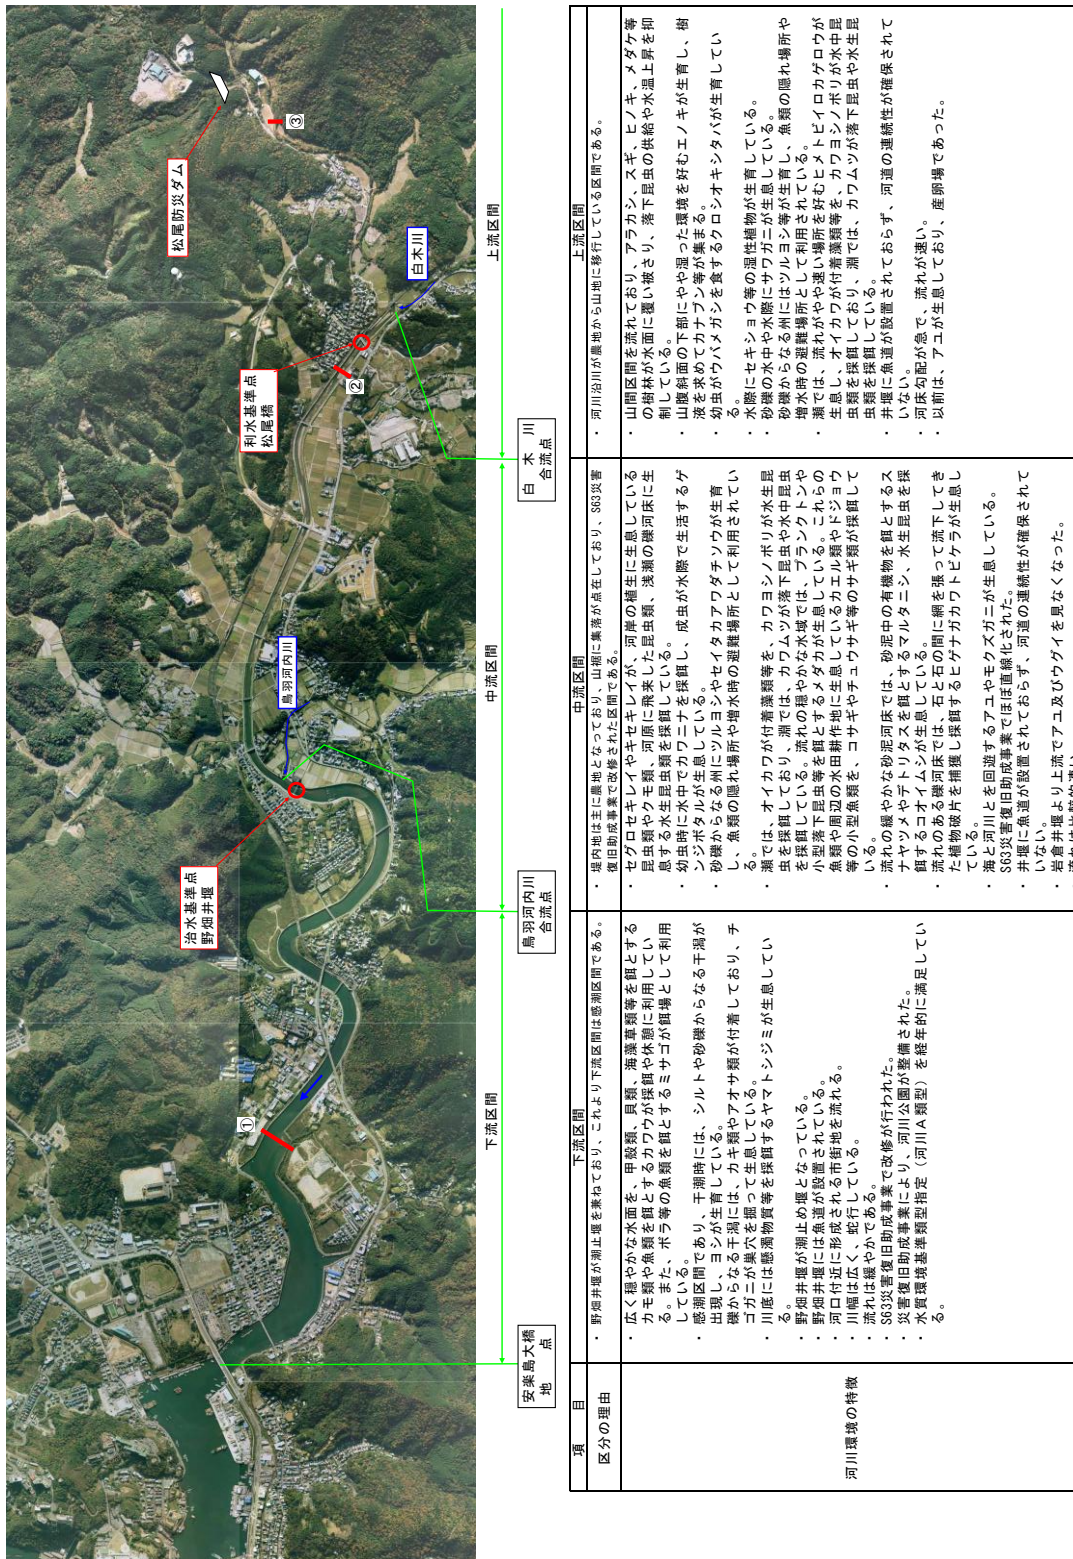 松尾防災ダム
③
白木川
利水基準点
松尾橋
②
鳥羽河内川
治水基準点
野畑井堰
①
下流区間
中流区間
上流区間
安楽島大橋
地　点
鳥羽河内川
合流点
白　木　川
合流点
項　目
下流区間
中流区間
上流区間
区分の理由
・ 野畑井堰が潮止堰を兼ねており、これより下流区間は感潮区間である。
・ 堤内地は主に農地となっており、山裾に集落が点在しており、S63災害
復旧助成事業で改修された区間である。
・ 河川沿川が農地から山地に移行している区間である。
河川環境の特徴
・ 広く穏やかな水面を、甲殻類、貝類、海藻草類等を餌とする
カモ類や魚類を餌とするカワウが採餌や休憩に利用してい
る。また、ボラ等の魚類を餌とするミサゴが餌場として利用
している。
・ 感潮区間であり、干潮時には、シルトや砂礫からなる干潟が
出現し、ヨシが生育している。
・ 礫からなる干潟には、カキ類やアオサ類が付着しており、チ
ゴガニが巣穴を掘って生息している。
・ 川底には懸濁物質等を採餌するヤマトシジミが生息してい
る。
・ 野畑井堰が潮止め堰となっている。
・ 野畑井堰には魚道が設置されている。
・ 河口付近に形成される市街地を流れる。
・ 川幅は広く、蛇行している。
・ 流れは緩やかである。
・ S63災害復旧助成事業で改修が行われた。
・ 災害復旧助成事業により、河川公園が整備された。
・ 水質環境基準類型指定（河川Ａ類型）を経年的に満足してい
る。
・ セグロセキレイやキセキレイが、河岸の植生に生息している
昆虫類やクモ類、河原に飛来した昆虫類、浅瀬の礫河床に生
息する水生昆虫類を採餌している。
・ 幼虫時に水中でカワニナを採餌し、成虫が水際で生活するゲ
ンジボタルが生息している。
・ 砂礫からなる州にツルヨシやセイタカアワダチソウが生育
し、魚類の隠れ場所や増水時の避難場所として利用されてい
る。
・ 瀬では、オイカワが付着藻類等を、カワヨシノボリが水生昆
虫を採餌しており、淵では、カワムツが落下昆虫や水中昆虫
を採餌している。流れの穏やかな水域では、プランクトンや
小型落下昆虫等を餌とするメダカが生息している。これらの
魚類や周辺の水田耕作地に生息しているカエル類やドジョウ
等の小型魚類を、コサギやチュウサギ等のサギ類が採餌して
いる。
・ 流れの緩やかな砂泥河床では、砂泥中の有機物を餌とするス
ナヤツメやデトリタスを餌とするマルタニシ、水生昆虫を採
餌するコオイムシが生息している。
・ 流れのある礫河床では、石と石の間に網を張って流下してき
た植物破片を捕獲し採餌するヒゲナガカワトビケラが生息し
ている。
・ 海と河川とを回遊するアユやモクズガニが生息している。
・ S63災害復旧助成事業でほぼ直線化された。
・ 井堰に魚道が設置されておらず、河道の連続性が確保されて
いない。
・ 岩倉井堰より上流でアユ及びウグイを見なくなった。
・ 山間区間を流れており、アラカシ、スギ、ヒノキ、メダケ等
の樹林が水面に覆い被さり、落下昆虫の供給や水温上昇を抑
制している。
・ 山腹斜面の下部にやや湿った環境を好むエノキが生育し、樹
液を求めてカナブン等が集まる。
・ 幼虫がウバメガシを食するクロシオキシタバが生育してい
る。
・ 水際にセキショウ等の湿性植物が生育している。
・ 砂礫の水中や水際にサワガニが生息している。
・ 砂礫からなる州にはツルヨシ等が生育し、魚類の隠れ場所や
増水時の避難場所として利用されている。
・ 瀬では、流れがやや速い場所を好むヒメトビイロカゲロウが
生息し、オイカワが付着藻類等を、カワヨシノボリが水中昆
虫類を採餌しており、淵では、カワムツが落下昆虫や水生昆
虫類を採餌している。
・ 井堰に魚道が設置されておらず、河道の連続性が確保されて
いない。
・ 河床勾配が急で、流れが速い。
・ 以前は、アユが生息しており、産卵場であった。